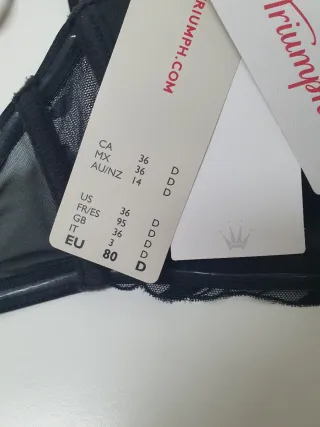 TRIUMPH.COM
Triumph
CA 36 D
MX 36 D
AU/NZ 14 D
US 36 D
FR/ES 95 D
GB 36 D
IT 3 D
EU 80 D